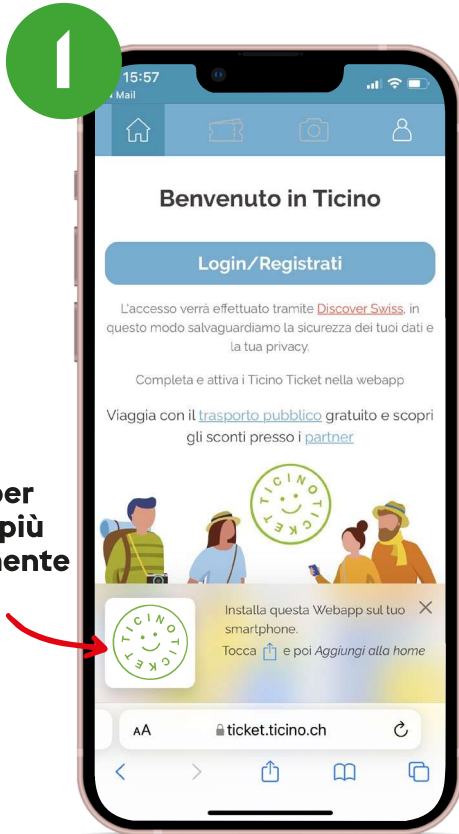 1
15:57
Mail
Benvenuto in Ticino
Login/Registrati
L'accesso verrà effettuato tramite Discover Swiss, in
questo modo salvaguardiamo la sicurezza dei tuoi dati e
la tua privacy.
Completa e attiva i Ticino Ticket nella webapp
Viaggia con il trasporto pubblico gratuito e scopri
gli sconti presso i partner
TICINO TICKET
per
più
mente
TICINO TICKET
Installa questa Webapp sul tuo
smartphone.
Tocca e poi Aggiungi alla home
AA
ticket.ticino.ch